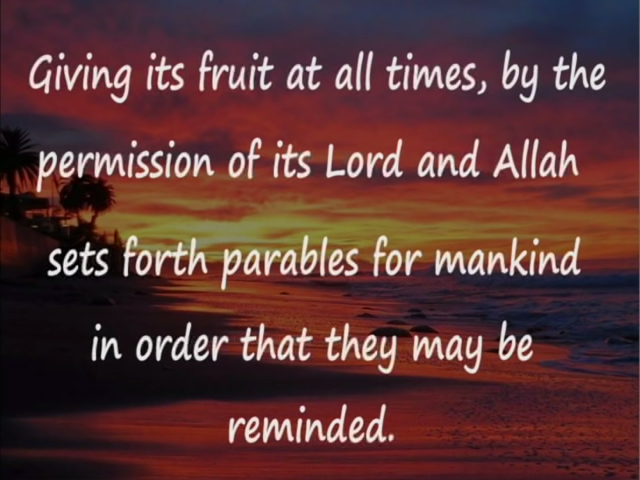 Giving its fruit at all times, by the
permission of its Lord and Allah
sets forth parables for mankind
in order that they may be
reminded.